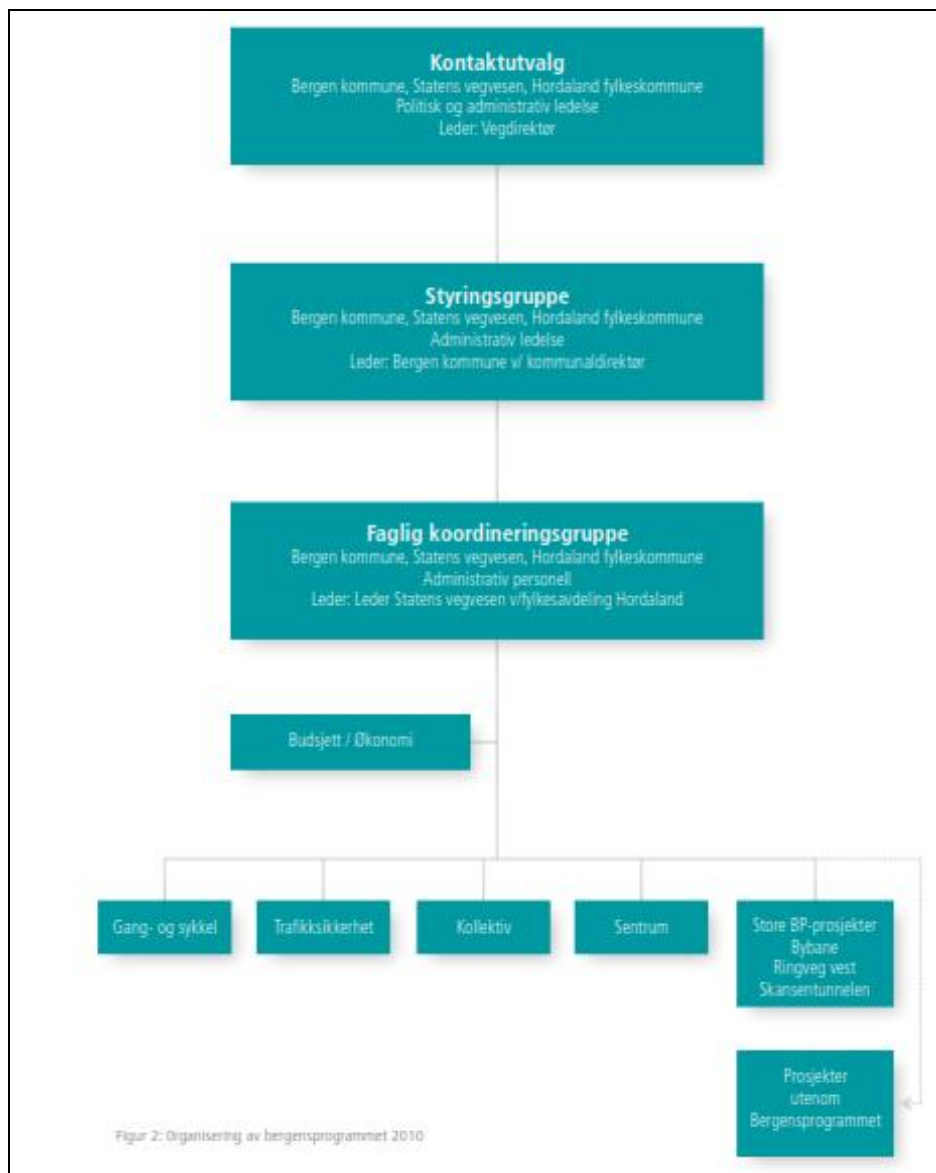 Kontaktutvalg
Bergen kommune, Statens vegvesen, Hordaland fylkeskommune
Politisk og administrativ ledelse
Leder: Vegdirektør
Styringsgruppe
Bergen kommune, Statens vegvesen, Hordaland fylkeskommune
Administrativ ledelse
Leder: Bergen kommune v/ kommunaldirektør
Faglig koordineringsgruppe
Bergen kommune, Statens vegvesen, Hordaland fylkeskommune
Administrativ personell
Leder: Leder Statens vegvesen v/fylkesavdeling Hordaland
Budsjett / Økonomi
Gang- og sykkel
Trafikksikkerhet
Kollektiv
Sentrum
Store BP-prosjekter
Bybane
Ringveg vest
Skansentunnelen
Prosjekter
utenom
Bergensprogrammet
Figur 2: Organisering av bergensprogrammet 2010